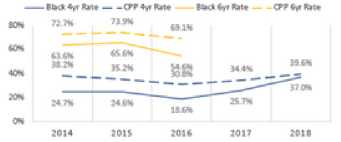 Black 4yr Rate CPP 4yr Rate Black 6yr Rate CPP 6yr Rate
80%
60%
40%
20%
0%
72.7% 73.9% 69.1%
63.6% 65.6% 54.6%
38.2% 35.2% 30.8% 34.4% 39.6%
24.7% 24.6% 18.6% 25.7% 37.0%
2014 2015 2016 2017 2018